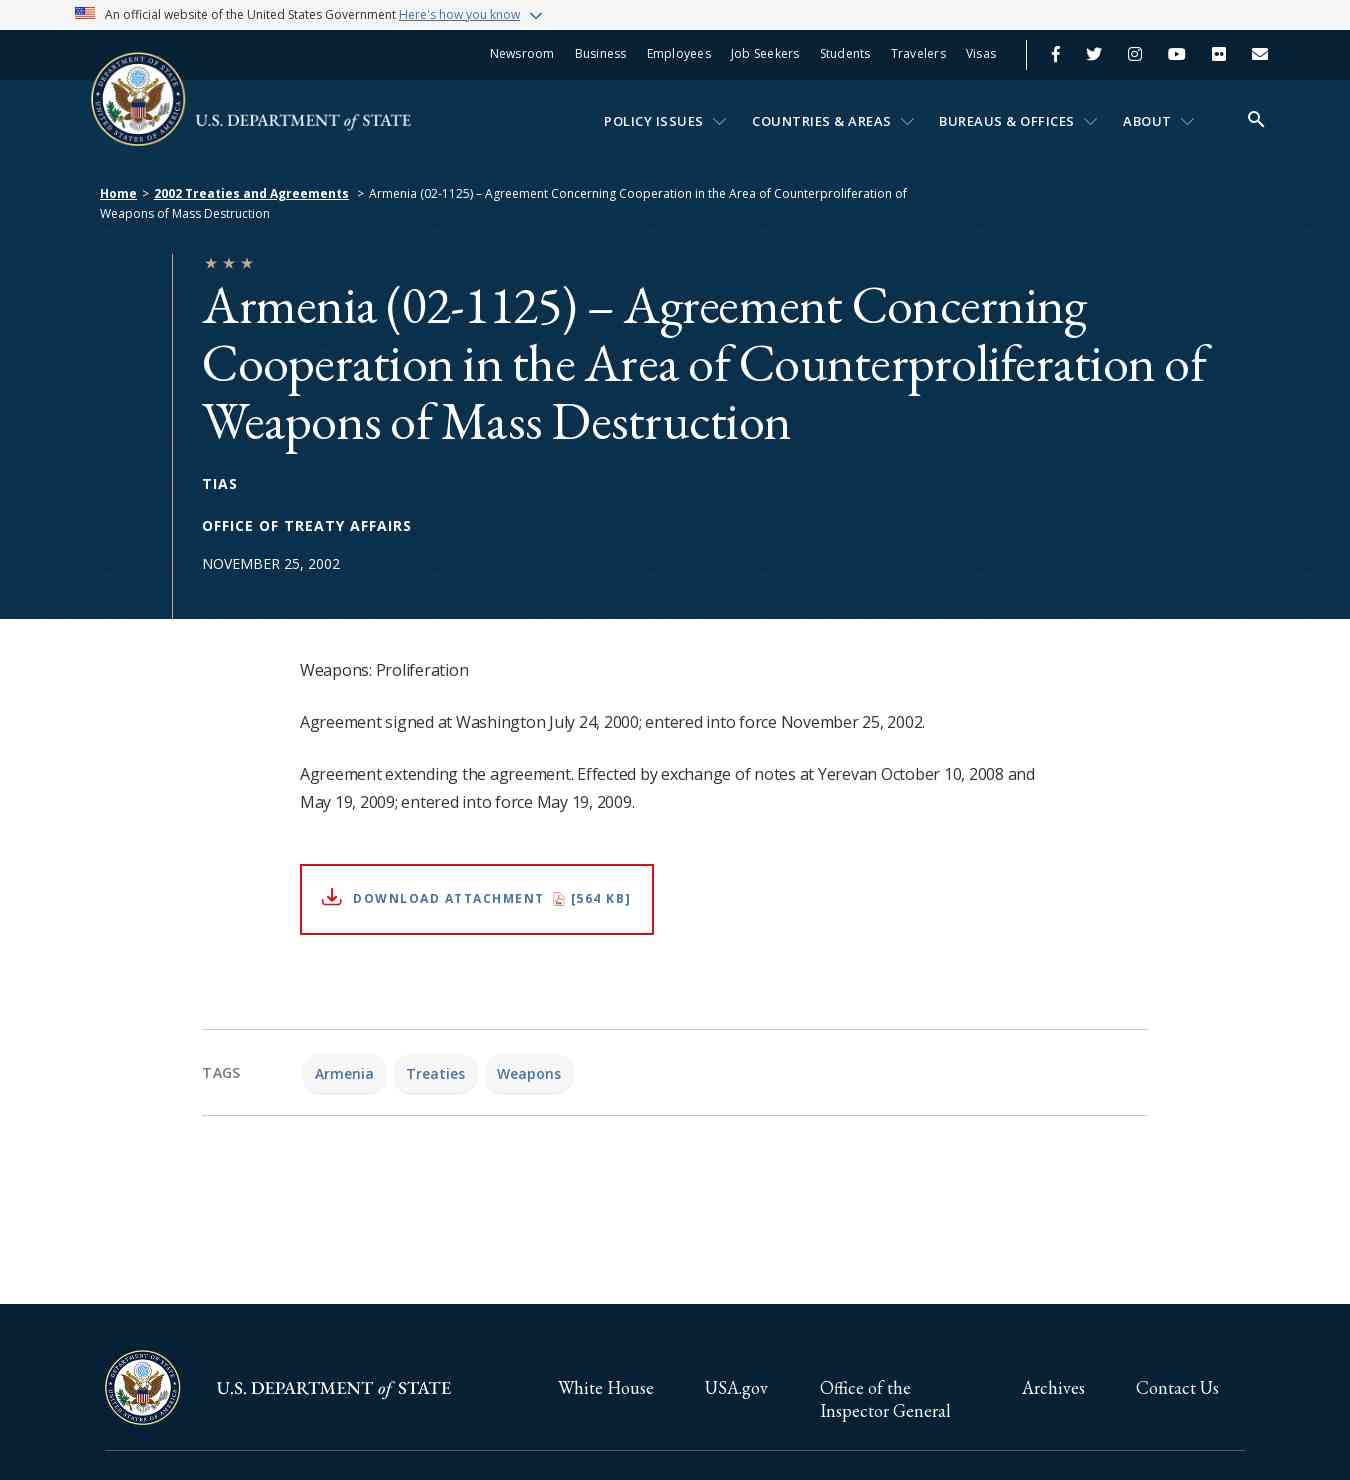 An official website of the United States Government Here's how you know
Newsroom Business Employees Job Seekers Students Travelers Visas
U.S. DEPARTMENT of STATE
POLICY ISSUES COUNTRIES & AREAS BUREAUS & OFFICES ABOUT
Home > 2002 Treaties and Agreements > Armenia (02-1125) – Agreement Concerning Cooperation in the Area of Counterproliferation of
Weapons of Mass Destruction
Armenia (02-1125) – Agreement Concerning
Cooperation in the Area of Counterproliferation of
Weapons of Mass Destruction
TIAS
OFFICE OF TREATY AFFAIRS
NOVEMBER 25, 2002
Weapons: Proliferation
Agreement signed at Washington July 24, 2000; entered into force November 25, 2002.
Agreement extending the agreement. Effected by exchange of notes at Yerevan October 10, 2008 and
May 19, 2009; entered into force May 19, 2009.
DOWNLOAD ATTACHMENT [564 KB]
TAGS Armenia Treaties Weapons
U.S. DEPARTMENT of STATE
White House USA.gov Office of the Archives Contact Us
Inspector General